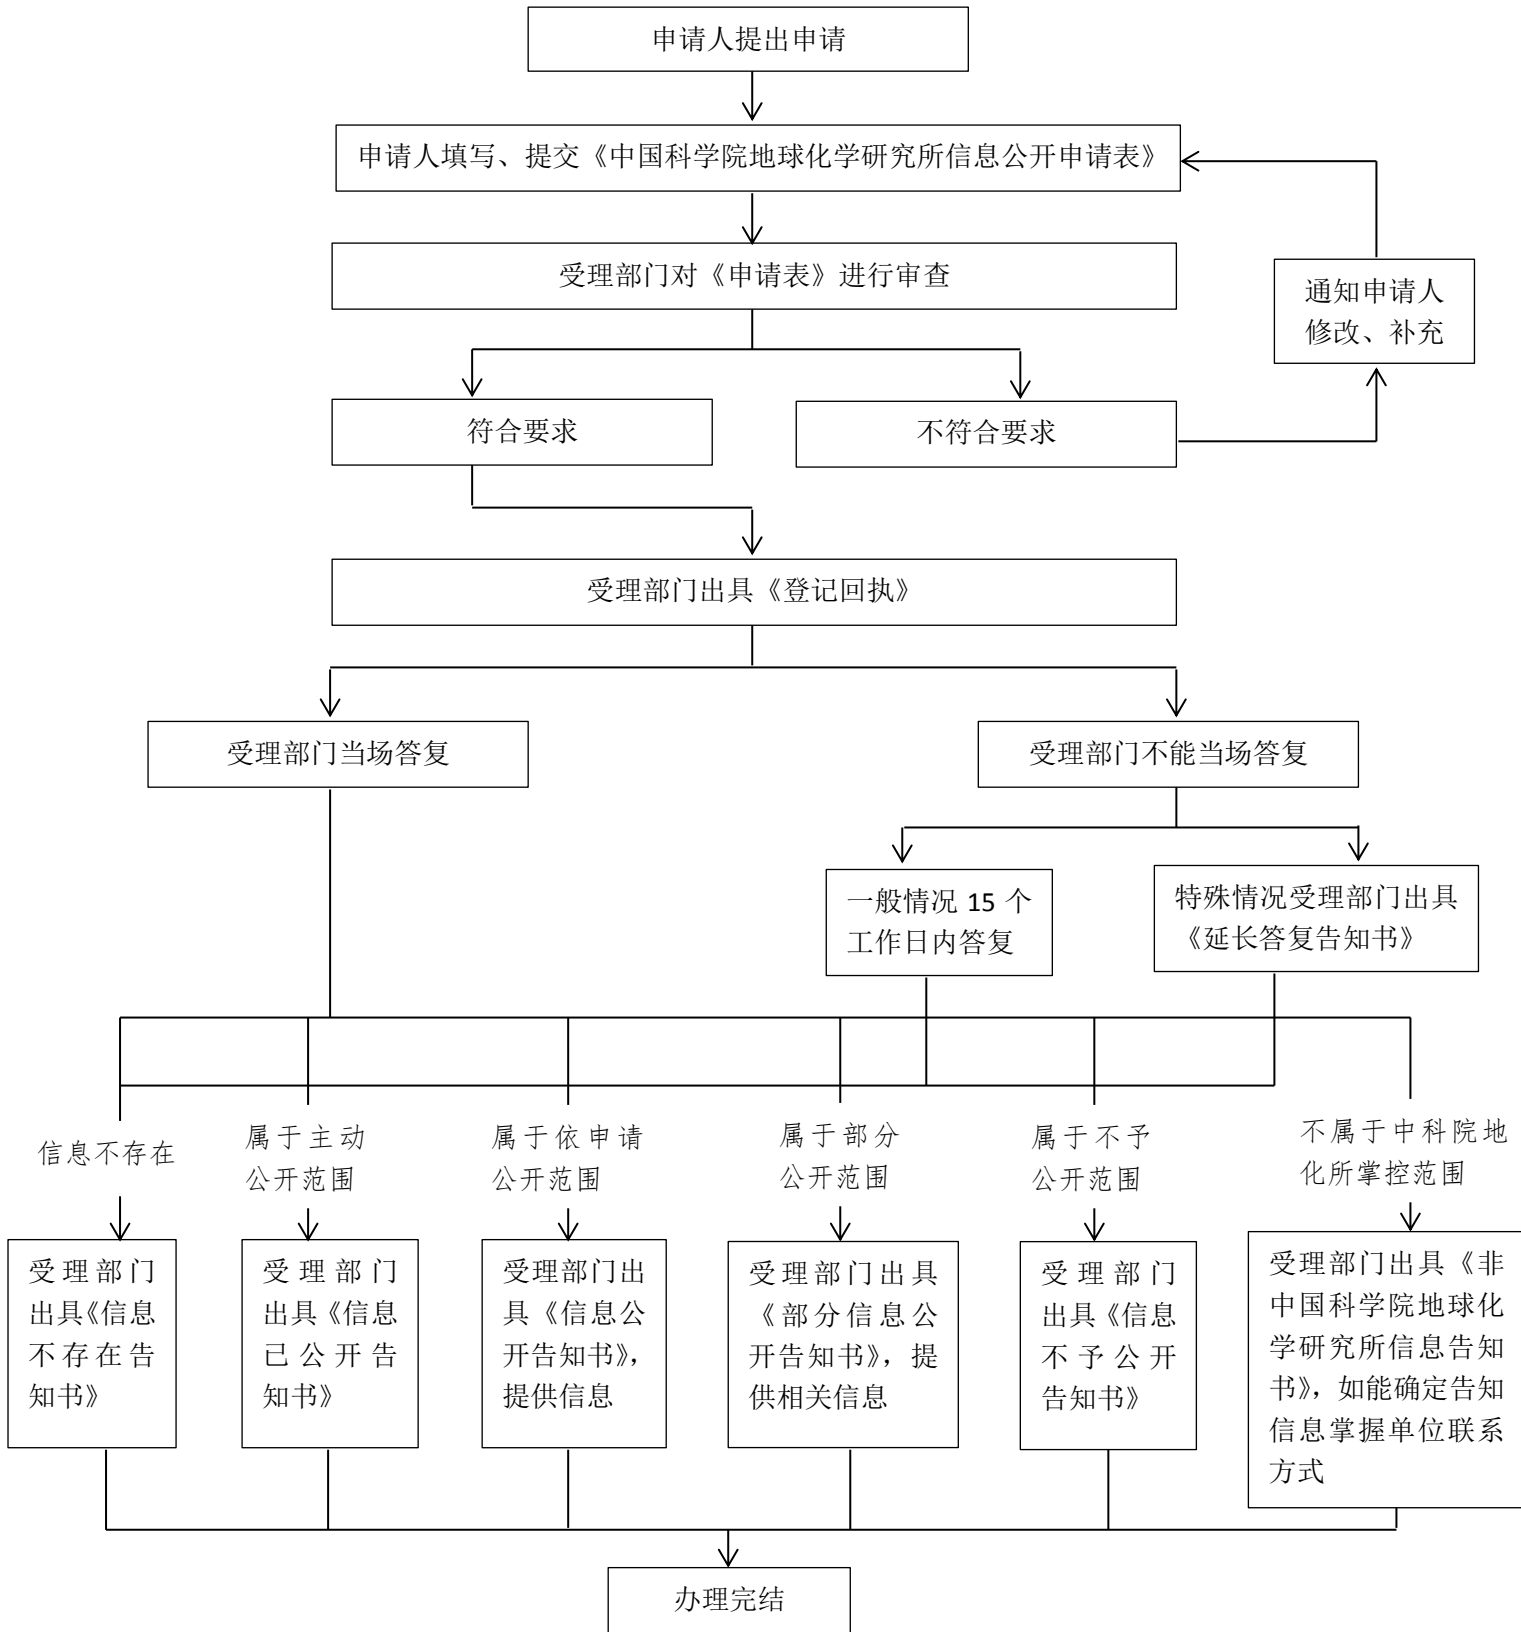 申请人提出申请
申请人填写、提交《中国科学院地球化学研究所信息公开申请表》
受理部门对《申请表》进行审查
通知申请人
修改、补充
符合要求
不符合要求
受理部门出具《登记回执》
受理部门当场答复
受理部门不能当场答复
一般情况 15 个
工作日内答复
特殊情况受理部门出具
《延长答复告知书》
信息不存在
属于主动
公开范围
属于依申请
公开范围
属于部分
公开范围
属于不予
公开范围
不属于中科院地
化所掌控范围
受理部门
出具《信息
不存在告
知书》
受理部门
出具《信息
已公开告
知书》
受理部门出
具《信息公
开告知书》，
提供信息
受理部门出具
《部分信息公
开告知书》，提
供相关信息
受理部门
出具《信息
不予公开
告知书》
受理部门出具《非
中国科学院地球化
学研究所信息告知
书》，如能确定告知
信息掌握单位联系
方式
办理完结